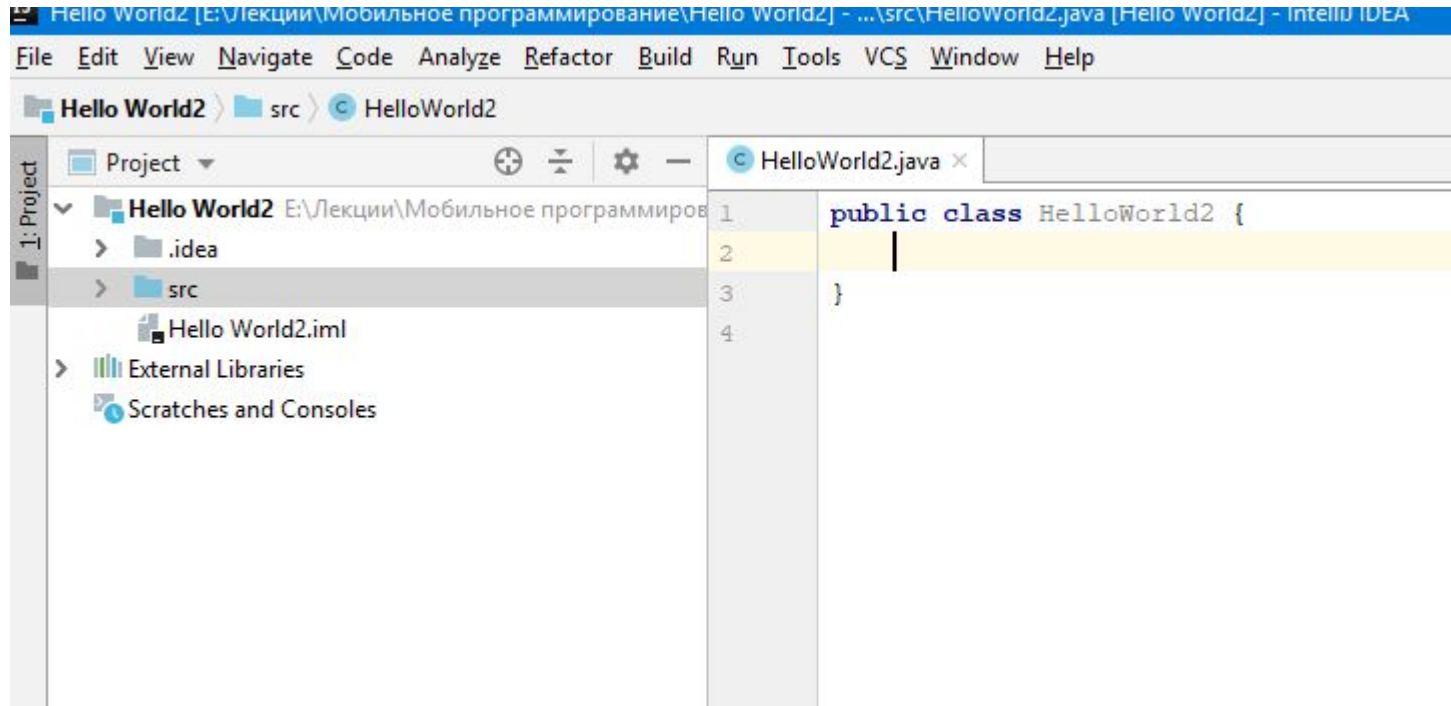 Hello World2 [E:\Лекции\Мобильное программирование\Hello World2] - ...\src\HelloWorld2.java [Hello World2] - IntelliJ IDEA
File Edit View Navigate Code Analyze Refactor Build Run Tools VCS Window Help
Hello World2 src HelloWorld2
1: Project
Project
HelloWorld2.java
Hello World2 E:\Лекции\Мобильное программиров
.idea
src
Hello World2.iml
External Libraries
Scratches and Consoles
1 public class HelloWorld2 {
2
3 }
4